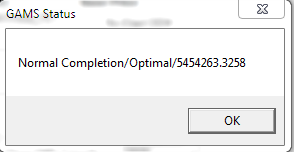 GAMS Status
Normal Completion/Optimal/5454263.3258
OK